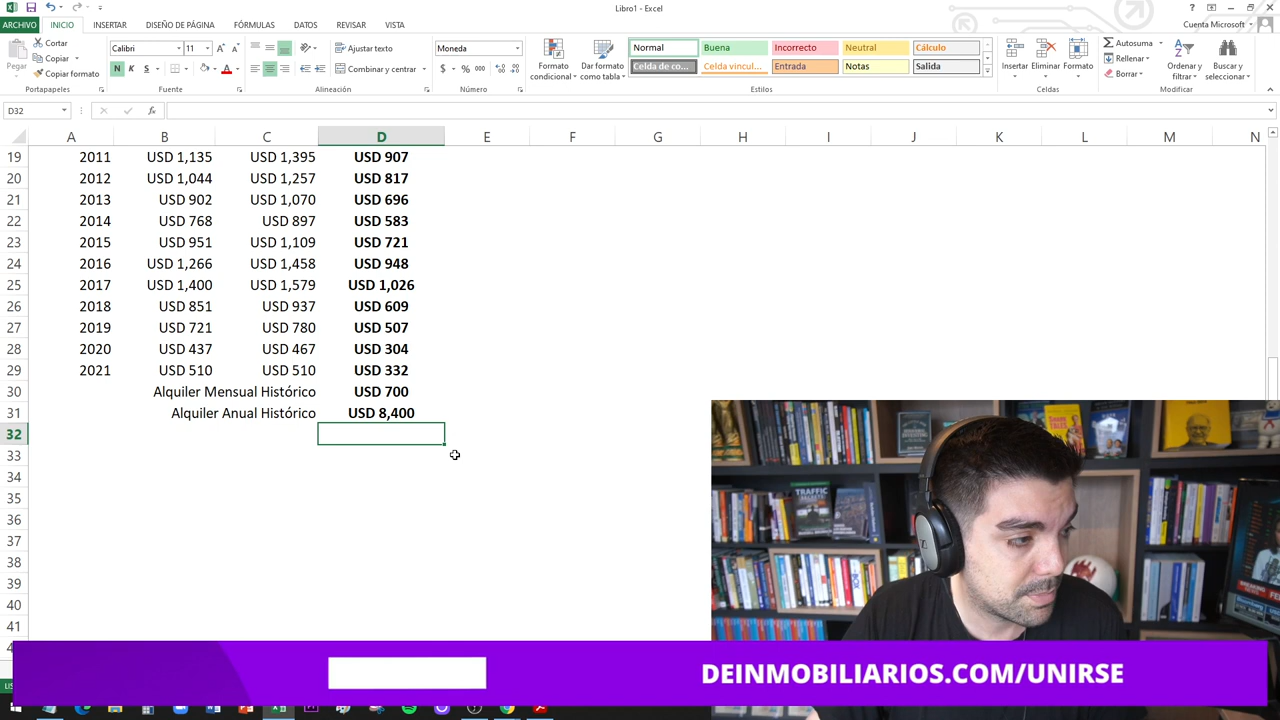 Libro1 - Excel
Cuenta Microsoft
ARCHIVO INICIO INSERTAR DISEÑO DE PÁGINA FÓRMULAS DATOS REVISAR VISTA
Pegar
Cortar
Copiar
Copiar formato
Portapapeles
Calibri 11
N K S
Fuente
Ajustar texto
Combinar y centrar
Alineación
Moneda
$ % 000
Número
Formato condicional
Dar formato como tabla
Normal Buena Incorrecto Neutral Cálculo
Celda de co... Celda vincul... Entrada Notas Salida
Estilos
Insertar Eliminar Formato
Celdas
Autosuma
Rellenar
Borrar
Ordenar y filtrar
Buscar y seleccionar
Modificar
D32
A B C D E F G H I J K L M N
19 2011 USD 1,135 USD 1,395 USD 907
20 2012 USD 1,044 USD 1,257 USD 817
21 2013 USD 902 USD 1,070 USD 696
22 2014 USD 768 USD 897 USD 583
23 2015 USD 951 USD 1,109 USD 721
24 2016 USD 1,266 USD 1,458 USD 948
25 2017 USD 1,400 USD 1,579 USD 1,026
26 2018 USD 851 USD 937 USD 609
27 2019 USD 721 USD 780 USD 507
28 2020 USD 437 USD 467 USD 304
29 2021 USD 510 USD 510 USD 332
30 Alquiler Mensual Histórico USD 700
31 Alquiler Anual Histórico USD 8,400
32
33
34
35
36
37
38
39
40
41
TRAFFIC SECRETS
DEINMOBILIARIOS.COM/UNIRSE